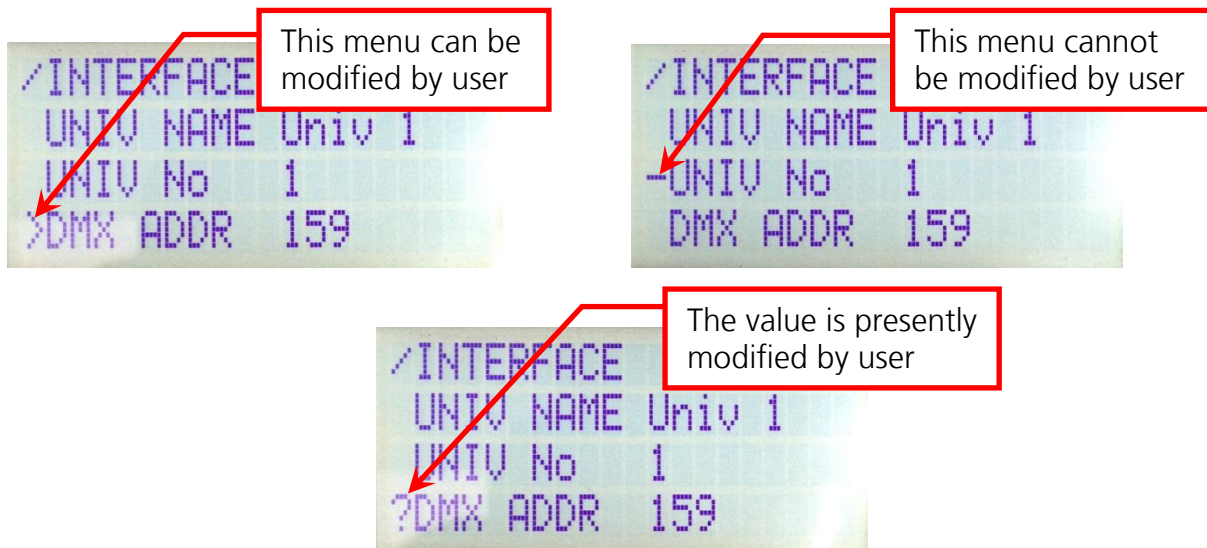 This menu can be
modified by user
/INTERFACE
UNIV NAME Univ 1
UNIV No 1
>DMX ADDR 159
This menu cannot
be modified by user
/INTERFACE
UNIV NAME Univ 1
-UNIV No 1
DMX ADDR 159
The value is presently
modified by user
/INTERFACE
UNIV NAME Univ 1
UNIV No 1
?DMX ADDR 159